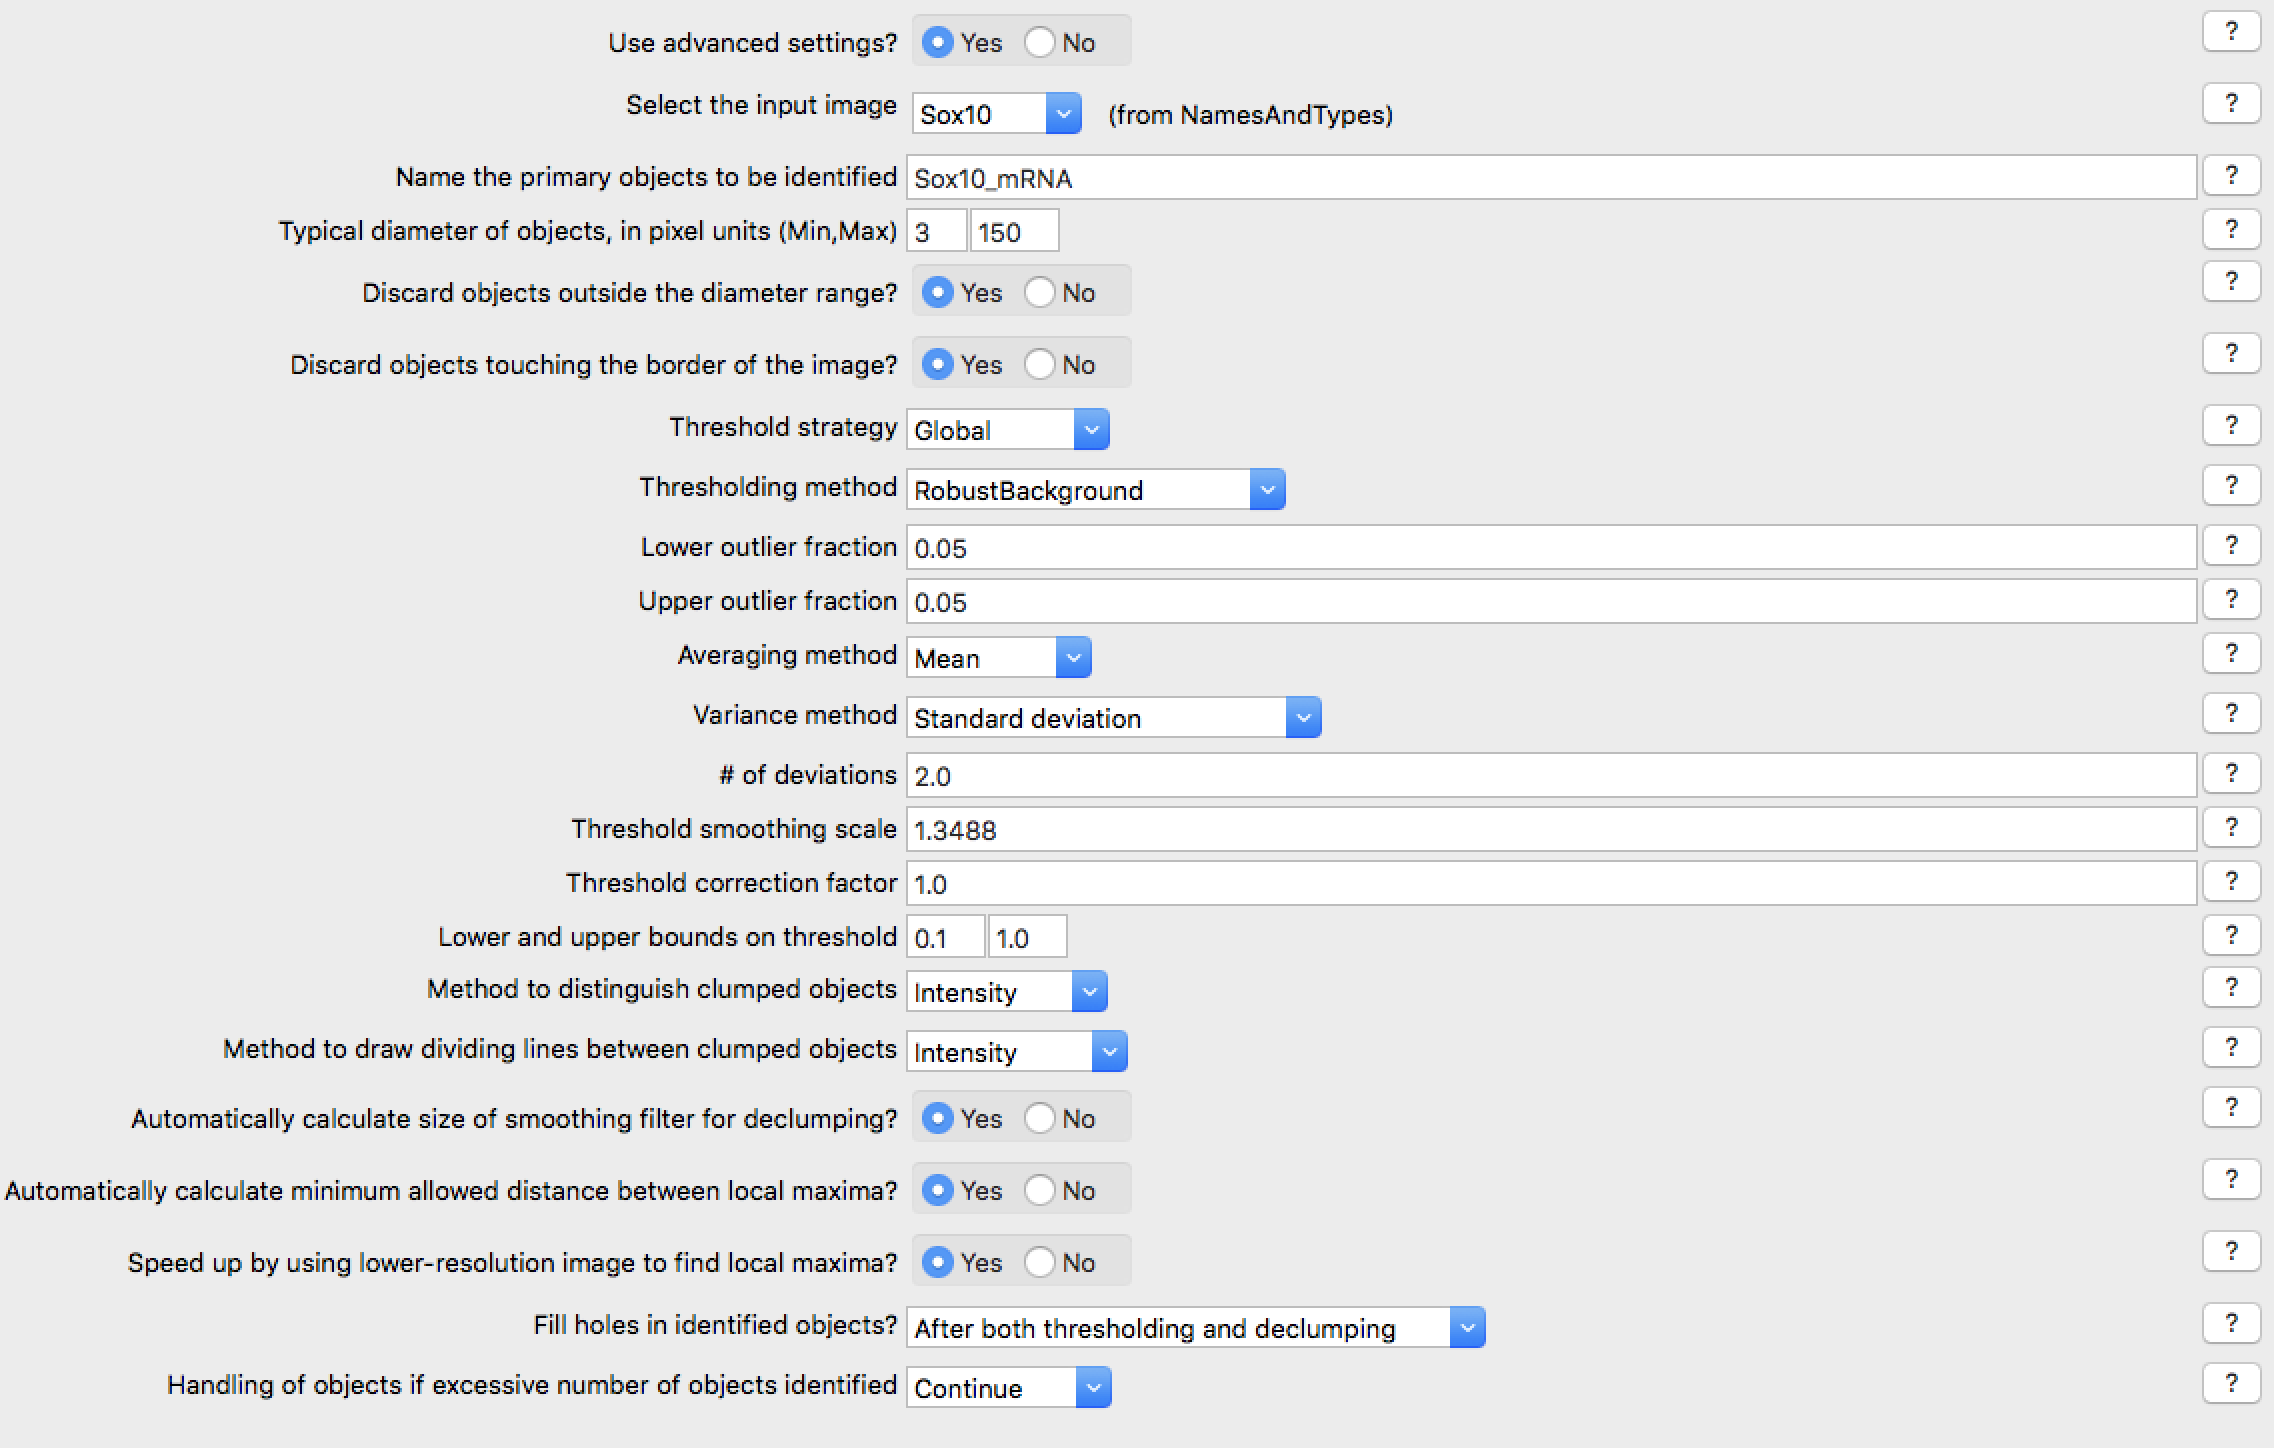 Use advanced settings? Yes No ?
Select the input image Sox10 (from NamesAndTypes) ?
Name the primary objects to be identified Sox10_mRNA ?
Typical diameter of objects, in pixel units (Min,Max) 3 150 ?
Discard objects outside the diameter range? Yes No ?
Discard objects touching the border of the image? Yes No ?
Threshold strategy Global ?
Thresholding method RobustBackground ?
Lower outlier fraction 0.05 ?
Upper outlier fraction 0.05 ?
Averaging method Mean ?
Variance method Standard deviation ?
# of deviations 2.0 ?
Threshold smoothing scale 1.3488 ?
Threshold correction factor 1.0 ?
Lower and upper bounds on threshold 0.1 1.0 ?
Method to distinguish clumped objects Intensity ?
Method to draw dividing lines between clumped objects Intensity ?
Automatically calculate size of smoothing filter for declumping? Yes No ?
Automatically calculate minimum allowed distance between local maxima? Yes No ?
Speed up by using lower-resolution image to find local maxima? Yes No ?
Fill holes in identified objects? After both thresholding and declumping ?
Handling of objects if excessive number of objects identified Continue ?